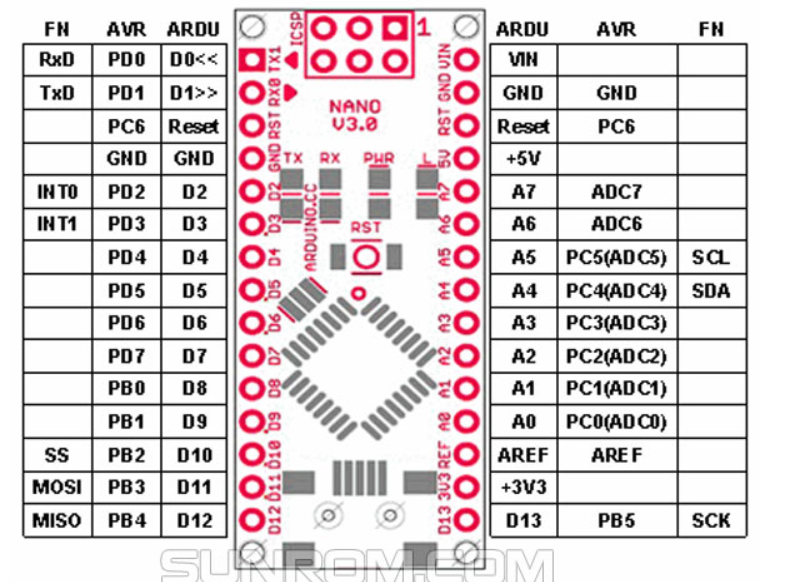 FN AVR ARDU ICSP 1 ARDU AVR FN
RxD PD0 D0<< TX1 VIN VIN
TxD PD1 D1>> RX0 GND GND GND
NANO
V3.0
PC6 Reset RST RST Reset PC6
GND GND GND 5V +5V
TX RX PWR L
INT0 PD2 D2 D2 A7 A7 ADC7
INT1 PD3 D3 D3 A6 A6 ADC6
ARDUINO.CC
RST
PD4 D4 D4 A5 A5 PC5(ADC5) SCL
PD5 D5 D5 A4 A4 PC4(ADC4) SDA
PD6 D6 D6 A3 A3 PC3(ADC3)
PD7 D7 D7 A2 A2 PC2(ADC2)
PB0 D8 D8 A1 A1 PC1(ADC1)
PB1 D9 D9 A0 A0 PC0(ADC0)
SS PB2 D10 D10 REF AREF AREF
MOSI PB3 D11 D11 3V3 +3V3
MISO PB4 D12 D12 D13 D13 PB5 SCK
SUNROM.COM